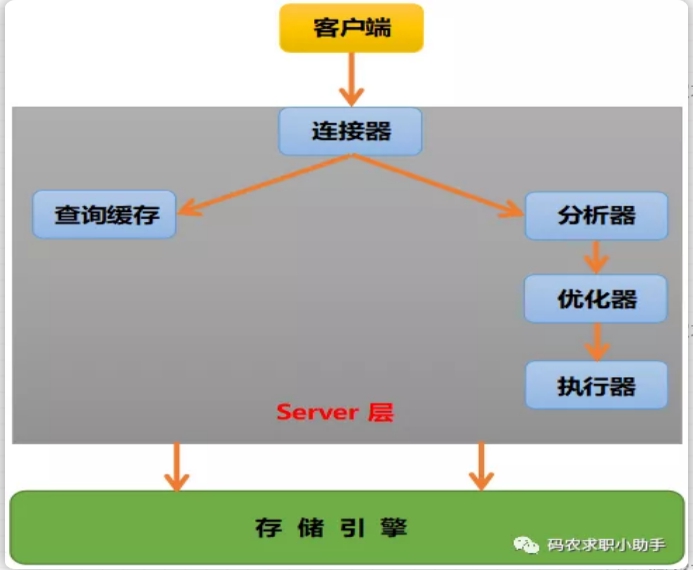 客户端
连接器
查询缓存
分析器
优化器
执行器
Server 层
存 储 引 擎
码农求职小助手